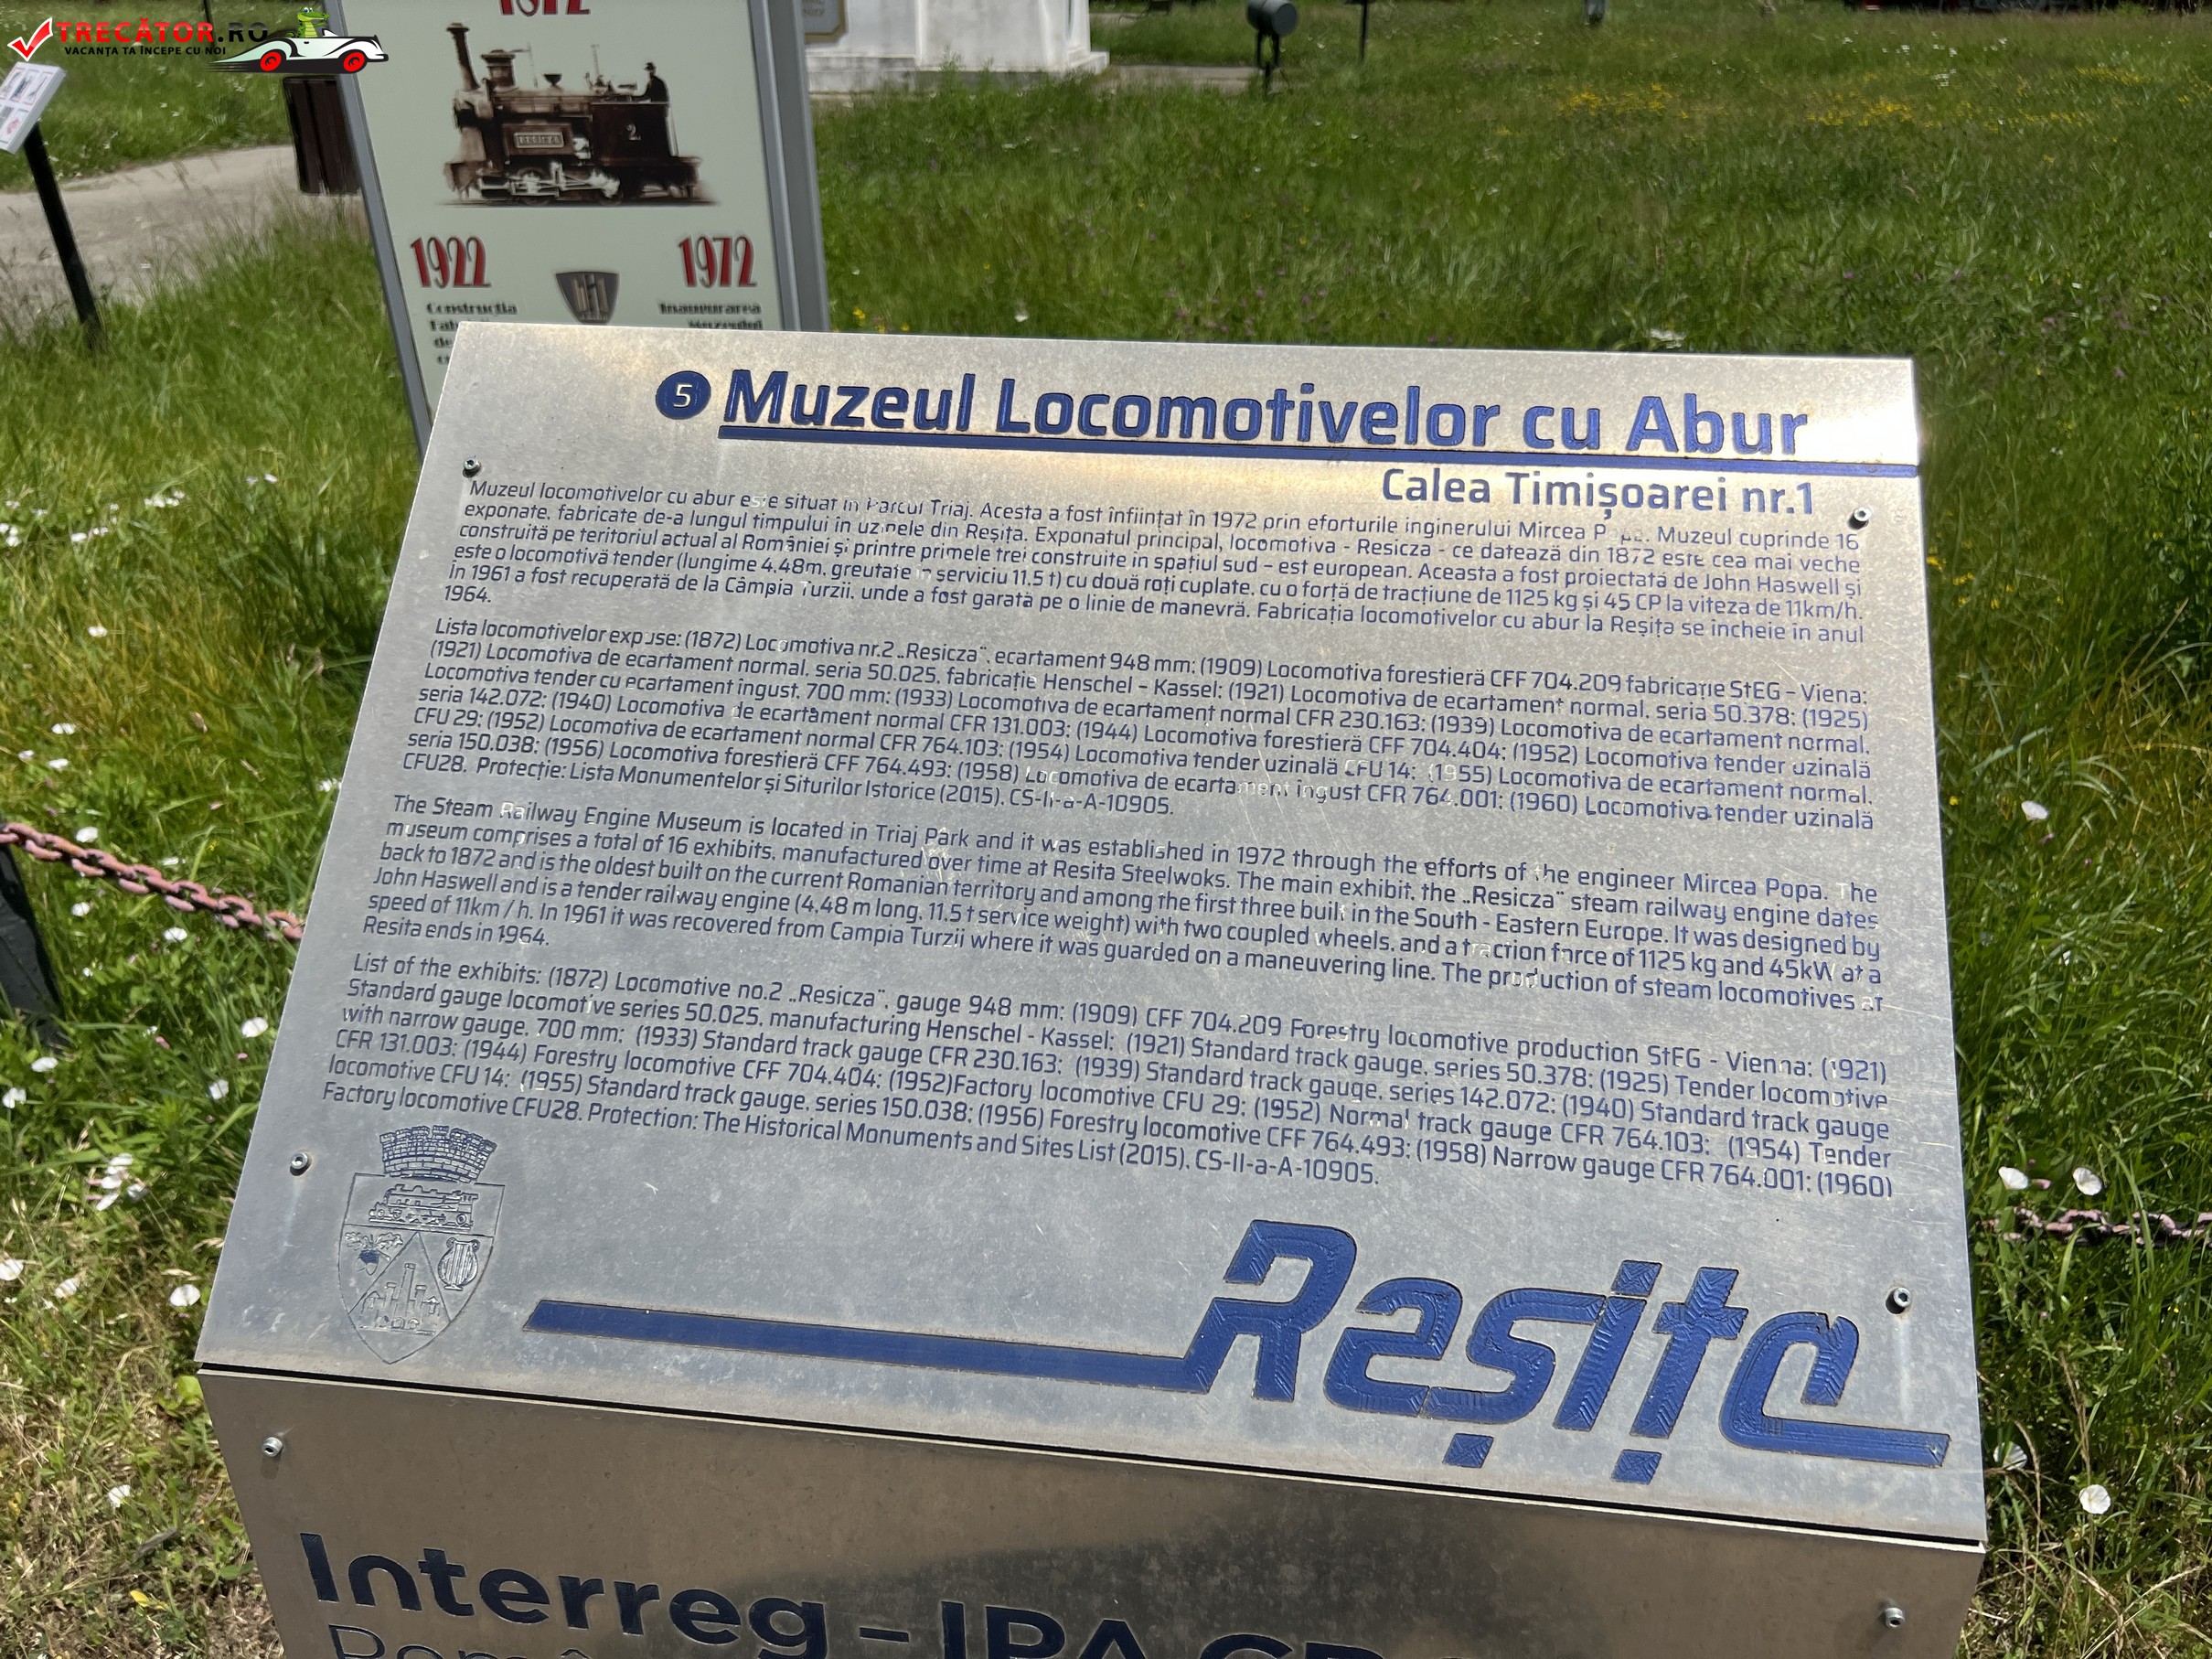 TRECĂTOR.RO
VACANȚA TA ÎNCEPE CU NOI
1872
RESICZA
2.
1922 1972
Constructia Inaugurarea
Muzeului
5 Muzeul Locomotivelor cu Abur
Calea Timișoarei nr.1
Muzeul locomotivelor cu abur este situat în Parcul Triaj. Acesta a fost înființat în 1972 prin eforturile inginerului Mircea Popa. Muzeul cuprinde 16
exponate, fabricate de-a lungul timpului în uzinele din Reșița. Exponatul principal, locomotiva - Resicza - ce datează din 1872 este cea mai veche
construită pe teritoriul actual al României și printre primele trei construite în spațiul sud - est european. Aceasta a fost proiectată de John Haswell și
este o locomotivă tender (lungime 4,48m, greutate în serviciu 11.5 t) cu două roți cuplate, cu o forță de tracțiune de 1125 kg și 45 CP la viteza de 11km/h.
În 1961 a fost recuperată de la Câmpia Turzii, unde a fost garată pe o linie de manevră. Fabricația locomotivelor cu abur la Reșița se încheie în anul
1964.
Lista locomotivelor expuse: (1872) Locomotiva nr.2 „Resicza", ecartament 948 mm; (1909) Locomotiva forestieră CFF 704.209 fabricație StEG – Viena;
(1921) Locomotiva de ecartament normal, seria 50.025, fabricație Henschel – Kassel; (1921) Locomotiva de ecartament normal, seria 50.378; (1925)
Locomotiva tender cu ecartament îngust, 700 mm; (1933) Locomotiva de ecartament normal CFR 230.163; (1939) Locomotiva de ecartament normal,
seria 142.072; (1940) Locomotiva de ecartament normal CFR 131.003; (1944) Locomotiva forestieră CFF 704.404; (1952) Locomotiva tender uzinală
CFU 29; (1952) Locomotiva de ecartament normal CFR 764.103; (1954) Locomotiva tender uzinală CFU 14; (1955) Locomotiva de ecartament normal,
seria 150.038; (1956) Locomotiva forestieră CFF 764.493; (1958) Locomotiva de ecartament îngust CFR 764.001; (1960) Locomotiva tender uzinală
CFU28. Protecție: Lista Monumentelor și Siturilor Istorice (2015), CS-II-a-A-10905.
The Steam Railway Engine Museum is located in Triaj Park and it was established in 1972 through the efforts of the engineer Mircea Popa. The
museum comprises a total of 16 exhibits, manufactured over time at Resita Steelwoks. The main exhibit, the „Resicza" steam railway engine dates
back to 1872 and is the oldest built on the current Romanian territory and among the first three built in the South - Eastern Europe. It was designed by
John Haswell and is a tender railway engine (4,48 m long, 11.5 t service weight) with two coupled wheels, and a traction force of 1125 kg and 45kW at a
speed of 11km / h. In 1961 it was recovered from Campia Turzii where it was guarded on a maneuvering line. The production of steam locomotives at
Resita ends in 1964.
List of the exhibits: (1872) Locomotive no.2 „Resicza", gauge 948 mm; (1909) CFF 704.209 Forestry locomotive production StEG - Vienna; (1921)
Standard gauge locomotive series 50.025, manufacturing Henschel - Kassel; (1921) Standard track gauge, series 50.378; (1925) Tender locomotive
with narrow gauge, 700 mm; (1933) Standard track gauge CFR 230.163; (1939) Standard track gauge, series 142.072; (1940) Standard track gauge
CFR 131.003; (1944) Forestry locomotive CFF 704.404; (1952)Factory locomotive CFU 29; (1952) Normal track gauge CFR 764.103; (1954) Tender
locomotive CFU 14; (1955) Standard track gauge, series 150.038; (1956) Forestry locomotive CFF 764.493; (1958) Narrow gauge CFR 764.001; (1960)
Factory locomotive CFU28. Protection: The Historical Monuments and Sites List (2015), CS-II-a-A-10905.
Reșița
Interreg – IPA